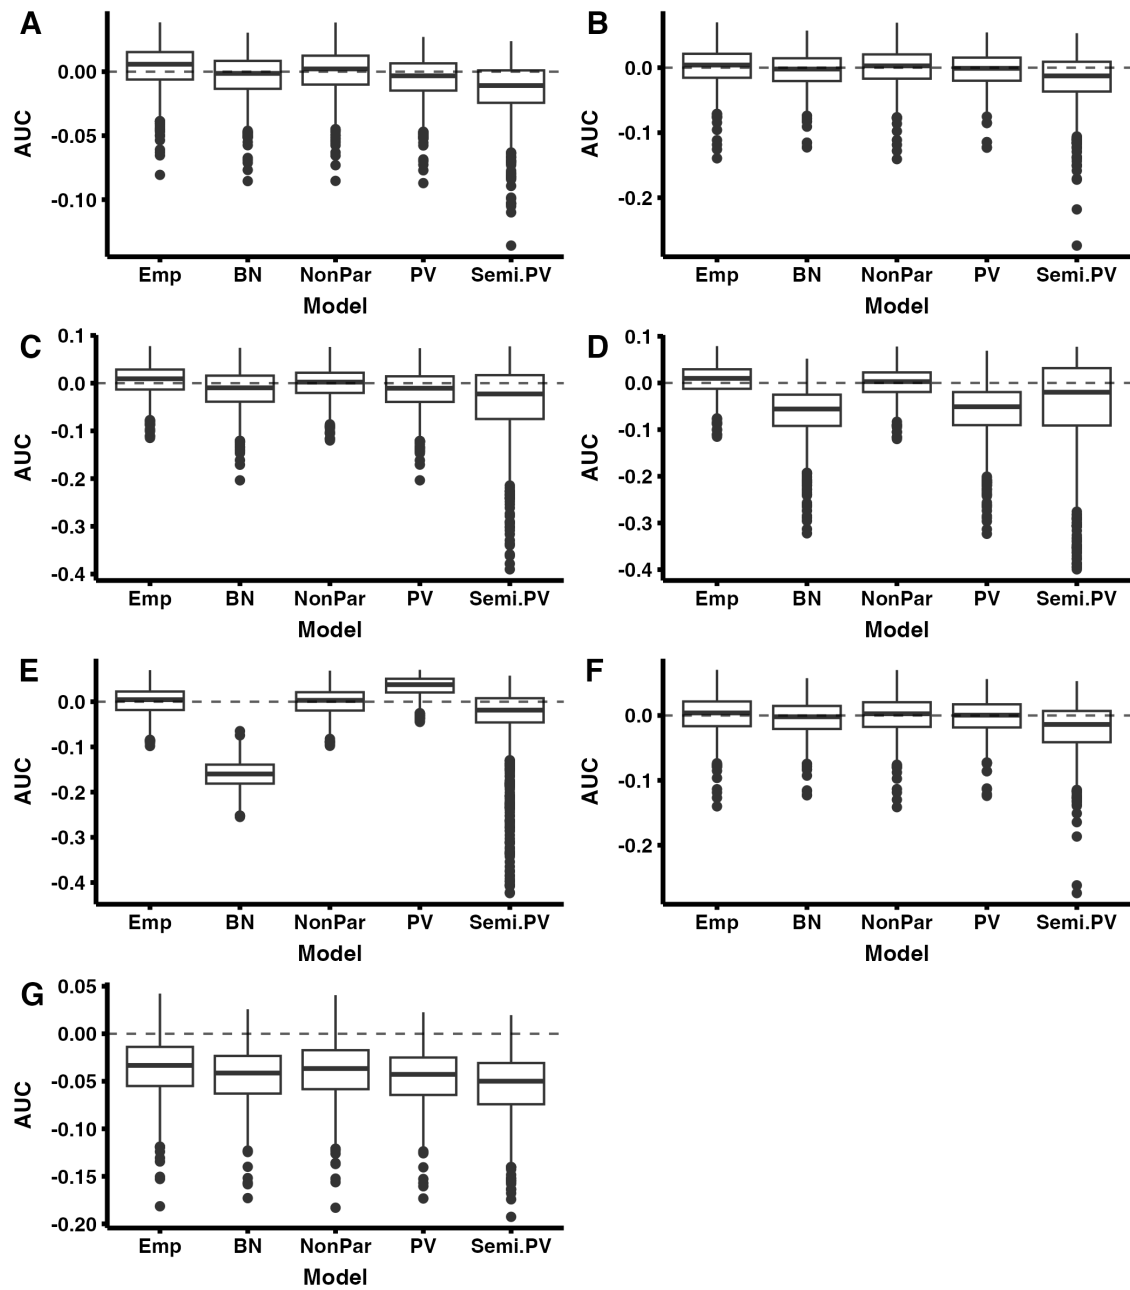 A
AUC
0.00
-0.05
-0.10
Emp BN NonPar PV Semi.PV
Model
B
AUC
0.0
-0.1
-0.2
Emp BN NonPar PV Semi.PV
Model
C
AUC
0.1
0.0
-0.1
-0.2
-0.3
-0.4
Emp BN NonPar PV Semi.PV
Model
D
AUC
0.1
0.0
-0.1
-0.2
-0.3
-0.4
Emp BN NonPar PV Semi.PV
Model
E
AUC
0.0
-0.1
-0.2
-0.3
-0.4
Emp BN NonPar PV Semi.PV
Model
F
AUC
0.0
-0.1
-0.2
Emp BN NonPar PV Semi.PV
Model
G
AUC
0.05
0.00
-0.05
-0.10
-0.15
-0.20
Emp BN NonPar PV Semi.PV
Model